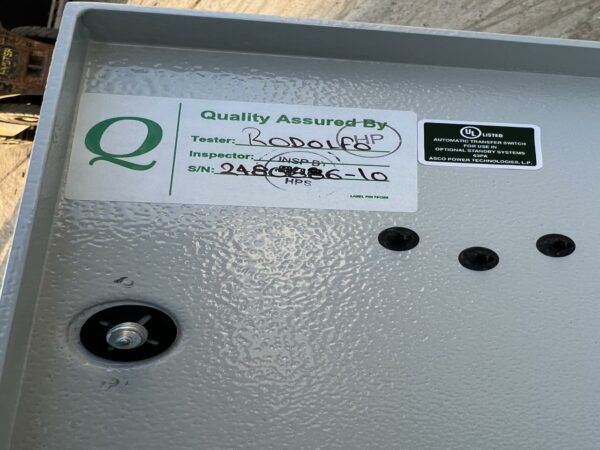 Q
Quality Assured By
Tester: RODOLFO HP
Inspector: INSP BY
S/N:
HPS
UL LISTED
AUTOMATIC TRANSFER SWITCH
FOR USE IN
OPTIONAL STANDBY SYSTEMS
43PA
ASCO POWER TECHNOLOGIES, L.P.